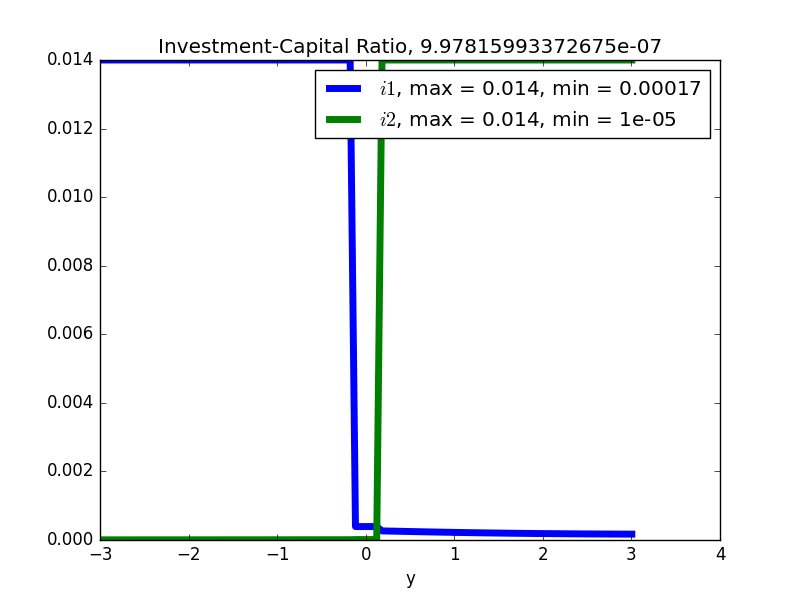 Investment-Capital Ratio, 9.97815993372675e-07
i1, max = 0.014, min = 0.00017
i2, max = 0.014, min = 1e-05
0.014
0.012
0.010
0.008
0.006
0.004
0.002
0.000
−3 −2 −1 0 1 2 3 4
y